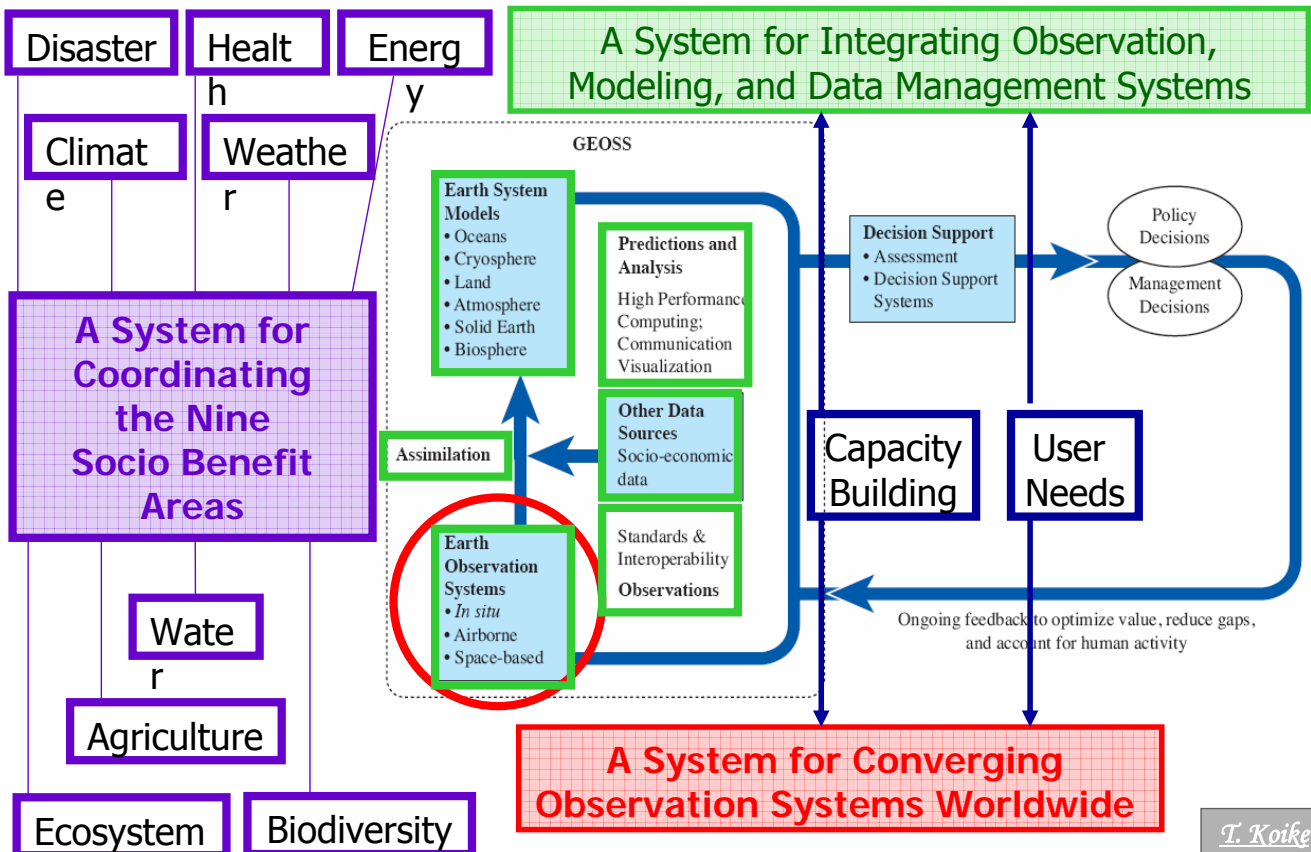 Disaster
Healt
h
Energ
y
Climat
e
Weathe
r
A System for
Coordinating
the Nine
Socio Benefit
Areas
Wate
r
Agriculture
Ecosystem
Biodiversity
A System for Integrating Observation,
Modeling, and Data Management Systems
GEOSS
Earth System
Models
• Oceans
• Cryosphere
• Land
• Atmosphere
• Solid Earth
• Biosphere
Predictions and
Analysis
High Performance
Computing;
Communication
Visualization
Other Data
Sources
Socio-economic
data
Assimilation
Standards &
Interoperability
Observations
Earth
Observation
Systems
• In situ
• Airborne
• Space-based
Decision Support
• Assessment
• Decision Support
Systems
Policy
Decisions
Management
Decisions
Capacity
Building
User
Needs
Ongoing feedback to optimize value, reduce gaps,
and account for human activity
A System for Converging
Observation Systems Worldwide
T. Koike